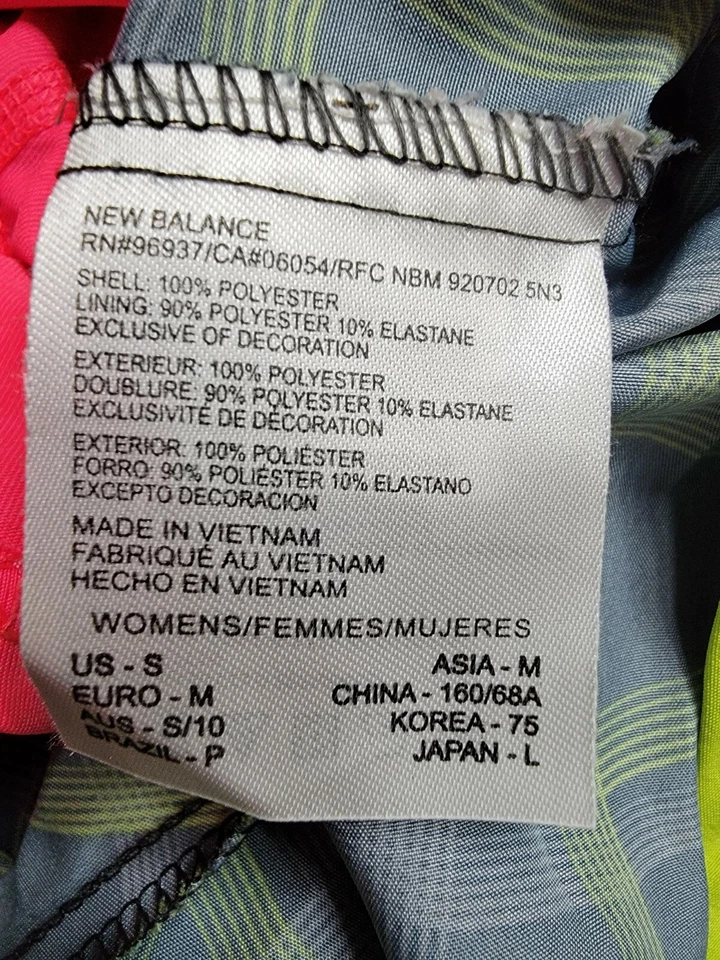 NEW BALANCE
RN#96937/CA#06054/RFC NBM 920702 5N3
SHELL: 100% POLYESTER
LINING: 90% POLYESTER 10% ELASTANE
EXCLUSIVE OF DECORATION
EXTERIEUR: 100% POLYESTER
DOUBLURE: 90% POLYESTER 10% ELASTANE
EXCLUSIVITÉ DE DÉCORATION
EXTERIOR: 100% POLIÉSTER
FORRO: 90% POLIÉSTER 10% ELASTANO
EXCEPTO DECORACIÓN
MADE IN VIETNAM
FABRIQUÉ AU VIETNAM
HECHO EN VIETNAM
WOMENS/FEMMES/MUJERES
US - S ASIA - M
EURO - M CHINA - 160/68A
AUS - S/10 KOREA - 75
BRAZIL - P JAPAN - L